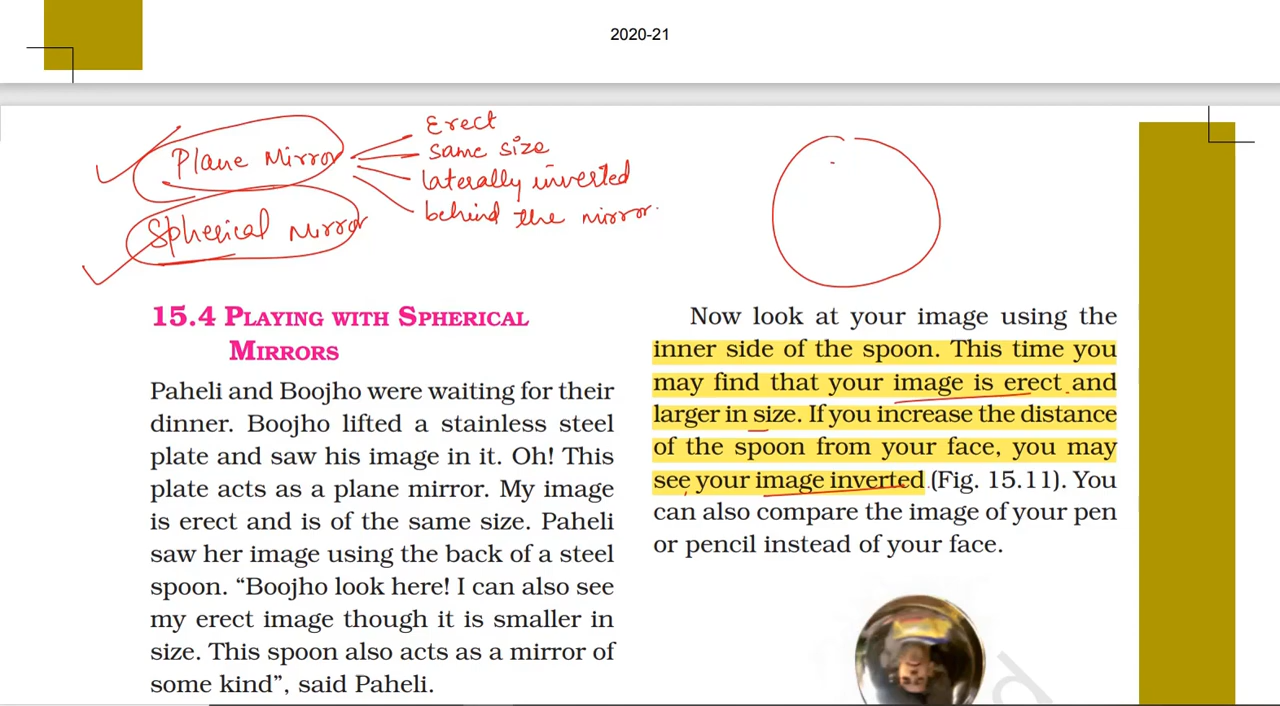 2020-21
Plane Mirror
Erect
same size
laterally inverted
behind the mirror.
Spherical Mirror
15.4 PLAYING WITH SPHERICAL
MIRRORS
Paheli and Boojho were waiting for their
dinner. Boojho lifted a stainless steel
plate and saw his image in it. Oh! This
plate acts as a plane mirror. My image
is erect and is of the same size. Paheli
saw her image using the back of a steel
spoon. “Boojho look here! I can also see
my erect image though it is smaller in
size. This spoon also acts as a mirror of
some kind”, said Paheli.
Now look at your image using the
inner side of the spoon. This time you
may find that your image is erect and
larger in size. If you increase the distance
of the spoon from your face, you may
see your image inverted (Fig. 15.11). You
can also compare the image of your pen
or pencil instead of your face.